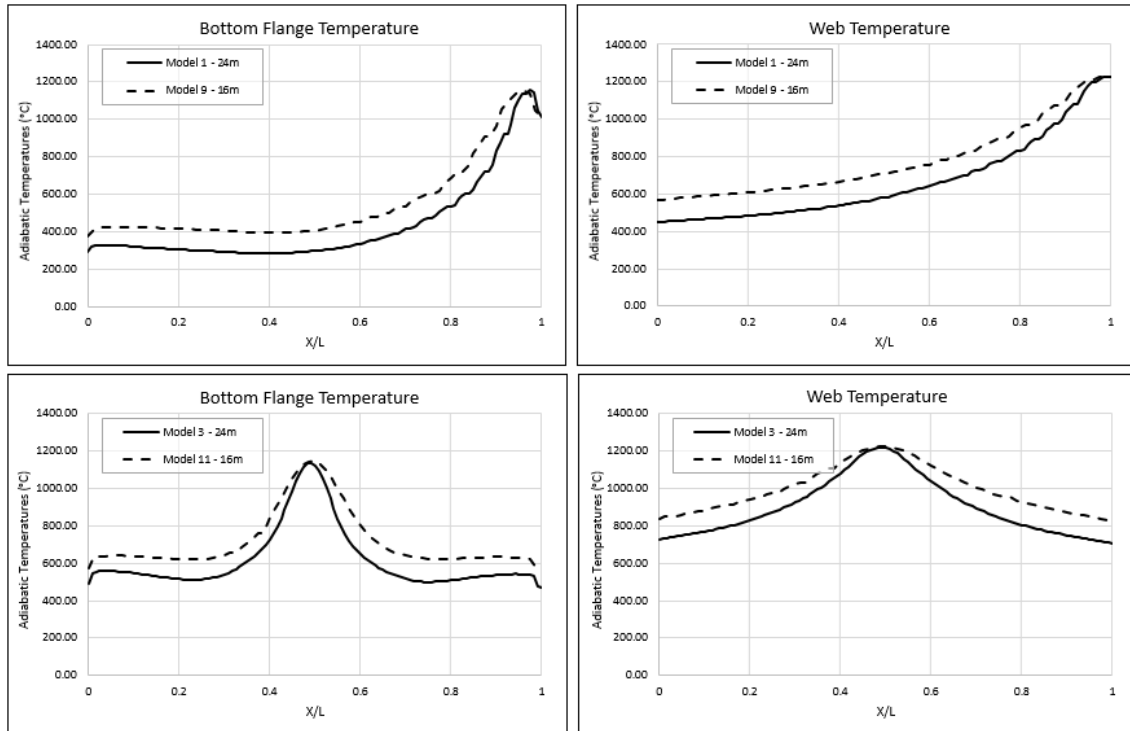 Bottom Flange Temperature
Model 1 - 24m
Model 9 - 16m
Adiabatic Temperatures (°C)
1400.00
1200.00
1000.00
800.00
600.00
400.00
200.00
0.00
0 0.2 0.4 0.6 0.8 1
X/L
Web Temperature
Model 1 - 24m
Model 9 - 16m
Adiabatic Temperatures (°C)
1400.00
1200.00
1000.00
800.00
600.00
400.00
200.00
0.00
0 0.2 0.4 0.6 0.8 1
X/L
Bottom Flange Temperature
Model 3 - 24m
Model 11 - 16m
Adiabatic Temperatures (°C)
1400.00
1200.00
1000.00
800.00
600.00
400.00
200.00
0.00
0 0.2 0.4 0.6 0.8 1
X/L
Web Temperature
Model 3 - 24m
Model 11 - 16m
Adiabatic Temperatures (°C)
1400.00
1200.00
1000.00
800.00
600.00
400.00
200.00
0.00
0 0.2 0.4 0.6 0.8 1
X/L